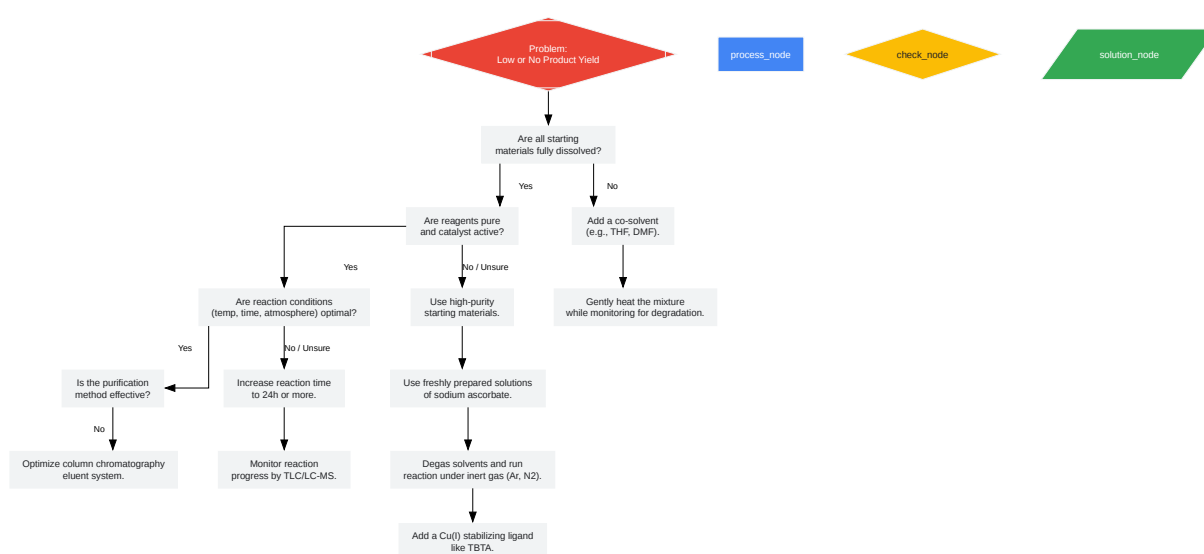 Problem:
Low or No Product Yield
process_node
check_node
solution_node
Are all starting
materials fully dissolved?
Yes
No
Are reagents pure
and catalyst active?
Add a co-solvent
(e.g., THF, DMF).
Yes
No / Unsure
Are reaction conditions
(temp, time, atmosphere) optimal?
Use high-purity
starting materials.
Gently heat the mixture
while monitoring for degradation.
Yes
No / Unsure
Is the purification
method effective?
Increase reaction time
to 24h or more.
Use freshly prepared solutions
of sodium ascorbate.
No
Optimize column chromatography
eluent system.
Monitor reaction
progress by TLC/LC-MS.
Degas solvents and run
reaction under inert gas (Ar, N2).
Add a Cu(I) stabilizing ligand
like TBTA.